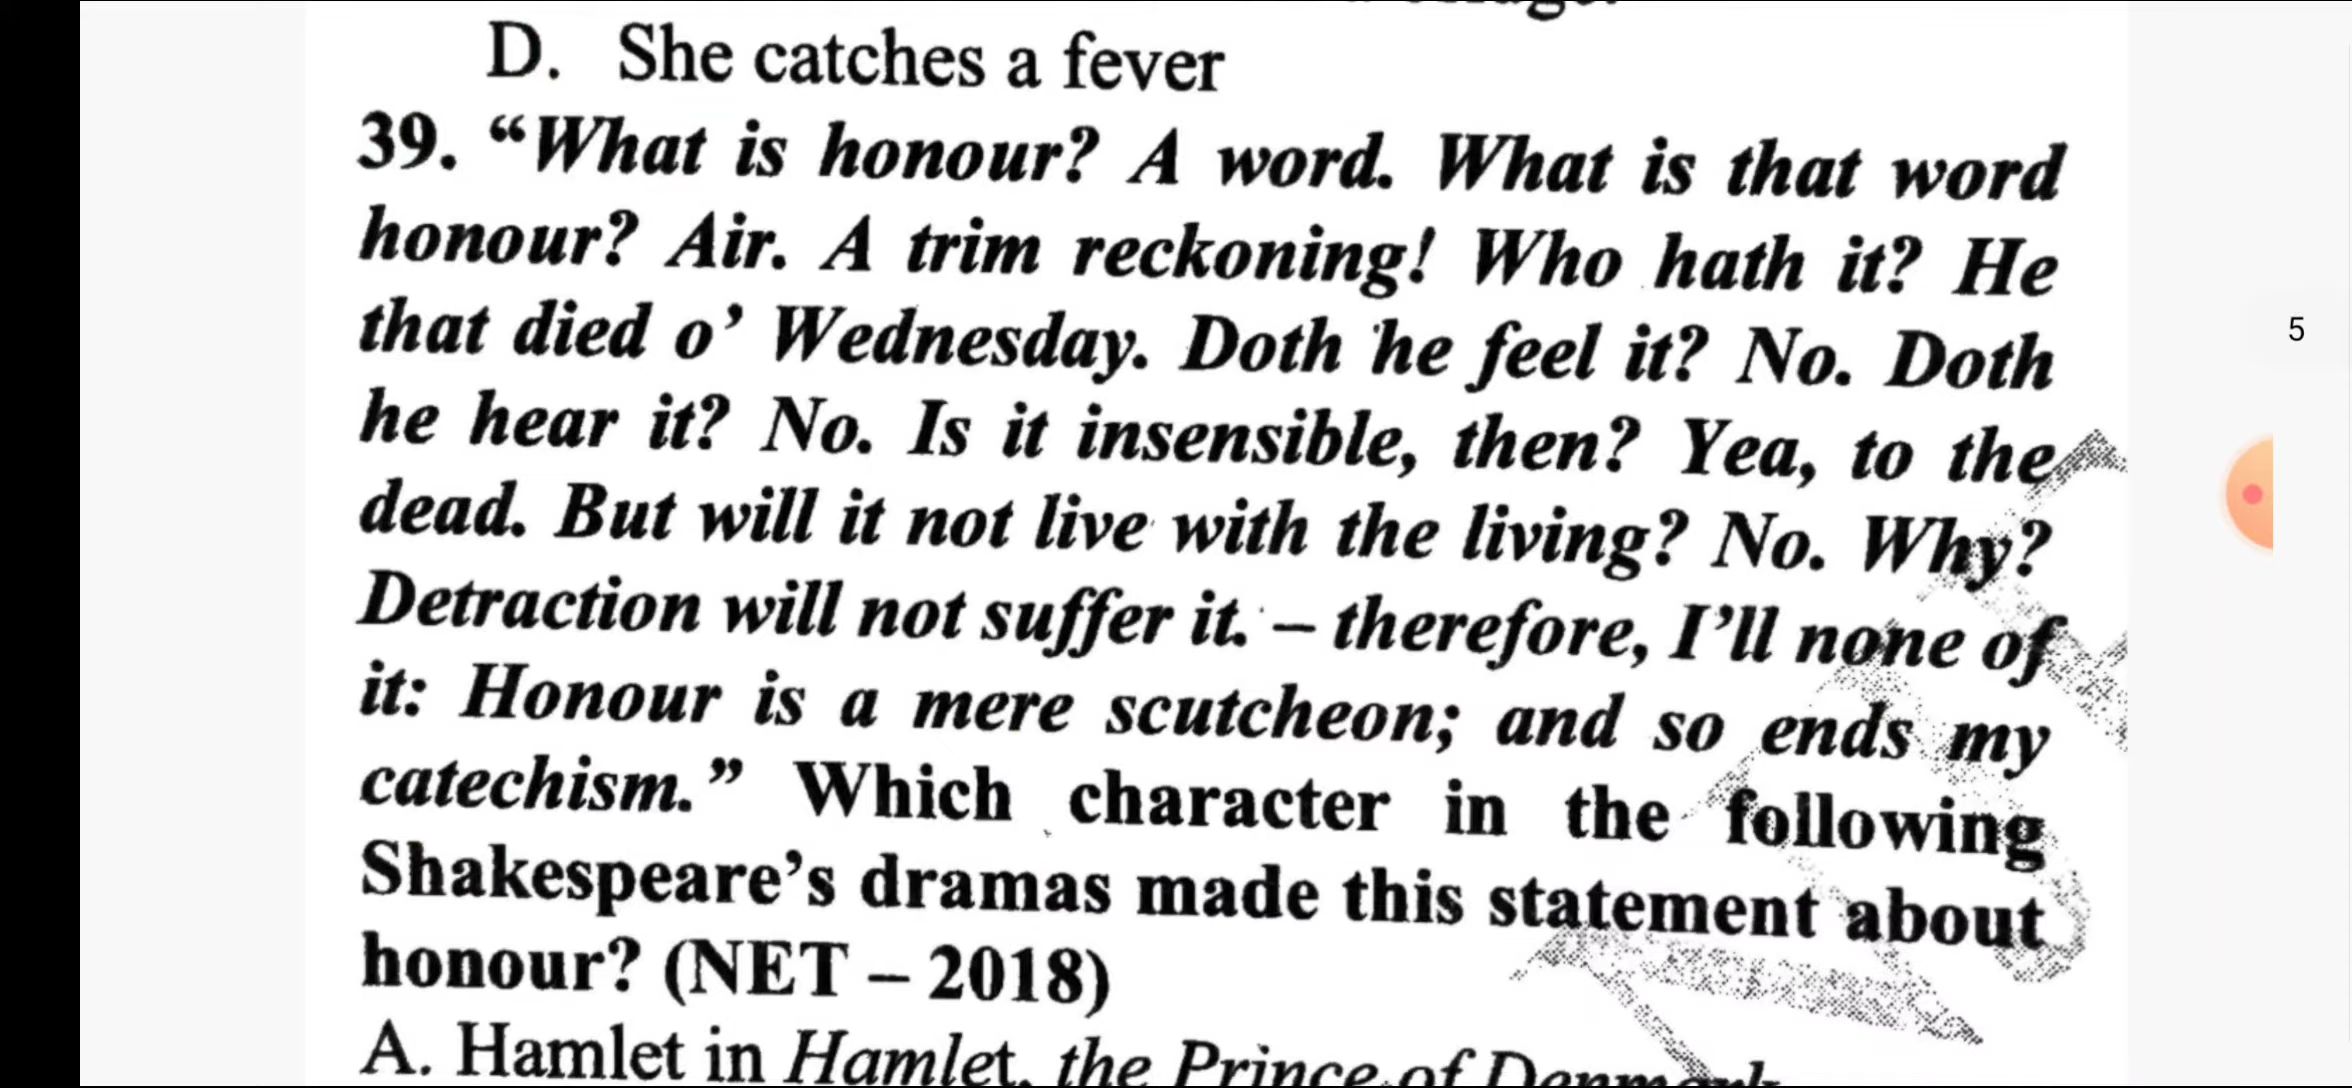 D. She catches a fever
39. “What is honour? A word. What is that word
honour? Air. A trim reckoning! Who hath it? He
that died o’ Wednesday. Doth he feel it? No. Doth
he hear it? No. Is it insensible, then? Yea, to the
dead. But will it not live with the living? No. Why?
Detraction will not suffer it. – therefore, I’ll none of
it: Honour is a mere scutcheon; and so ends my
catechism.” Which character in the following
Shakespeare’s dramas made this statement about
honour? (NET – 2018)
A. Hamlet in Hamlet, the Prince of Denmark
5